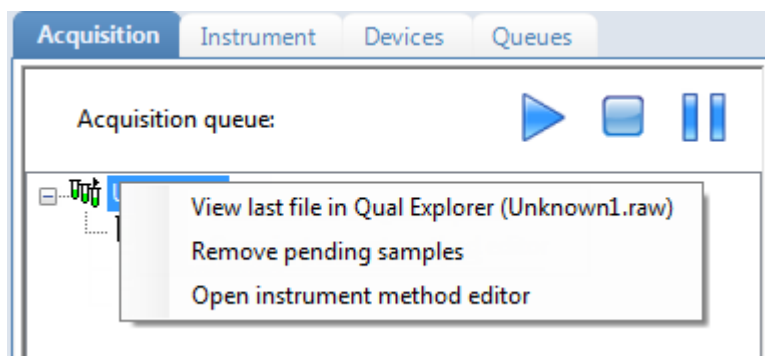 Acquisition Instrument Devices Queues
Acquisition queue:
View last file in Qual Explorer (Unknown1.raw)
Remove pending samples
Open instrument method editor